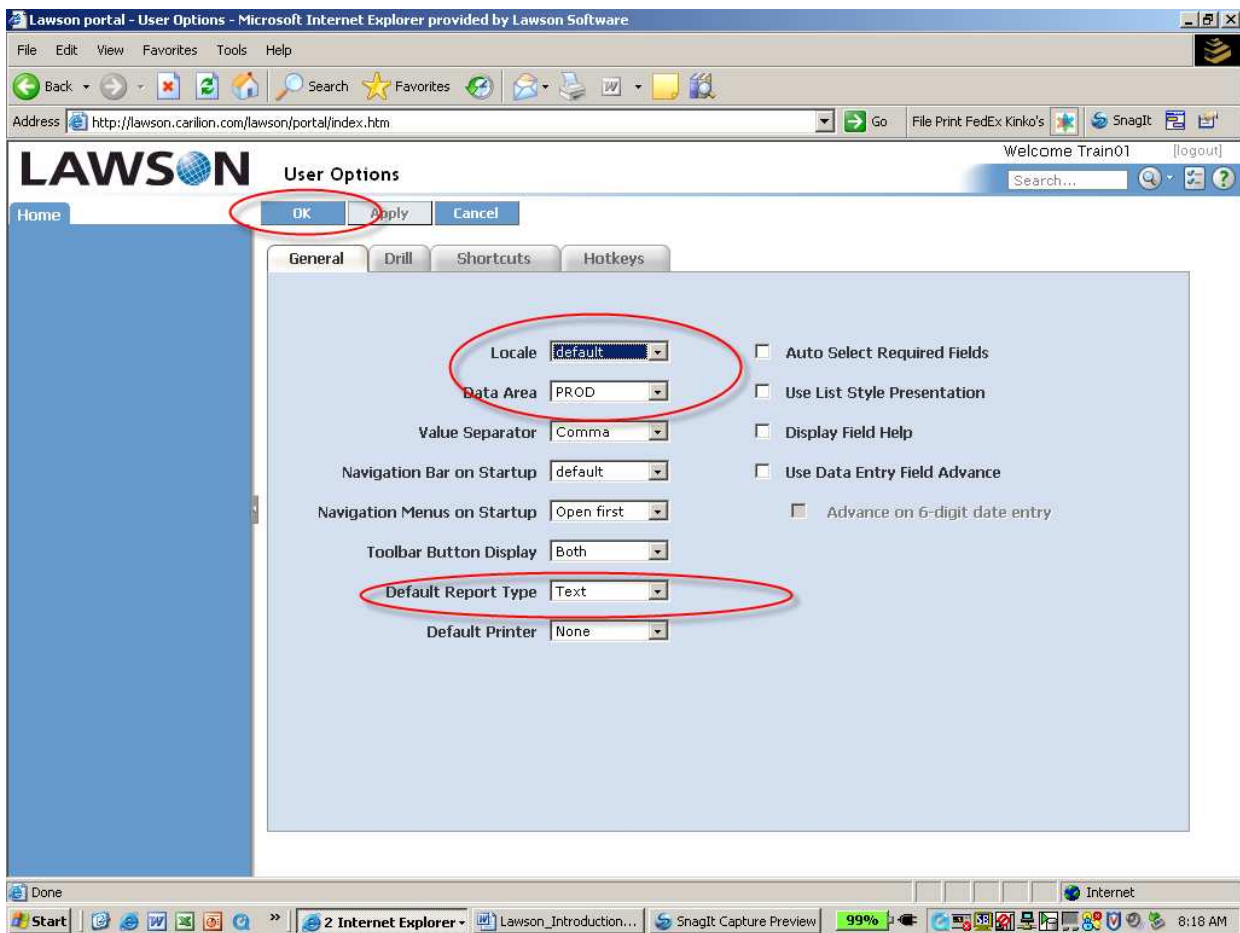 Lawson portal - User Options - Microsoft Internet Explorer provided by Lawson Software
File Edit View Favorites Tools Help
Back Search Favorites
Address http://lawson.carilion.com/lawson/portal/index.htm Go File Print FedEx Kinko's SnagIt
LAWSON User Options Welcome Train01 [logout]
Search...
Home OK Apply Cancel
General Drill Shortcuts Hotkeys
Locale default Auto Select Required Fields
Data Area PROD Use List Style Presentation
Value Separator Comma Display Field Help
Navigation Bar on Startup default Use Data Entry Field Advance
Navigation Menus on Startup Open first Advance on 6-digit date entry
Toolbar Button Display Both
Default Report Type Text
Default Printer None
Done Internet
Start » 2 Internet Explorer Lawson_Introduction... SnagIt Capture Preview 99% 8:18 AM